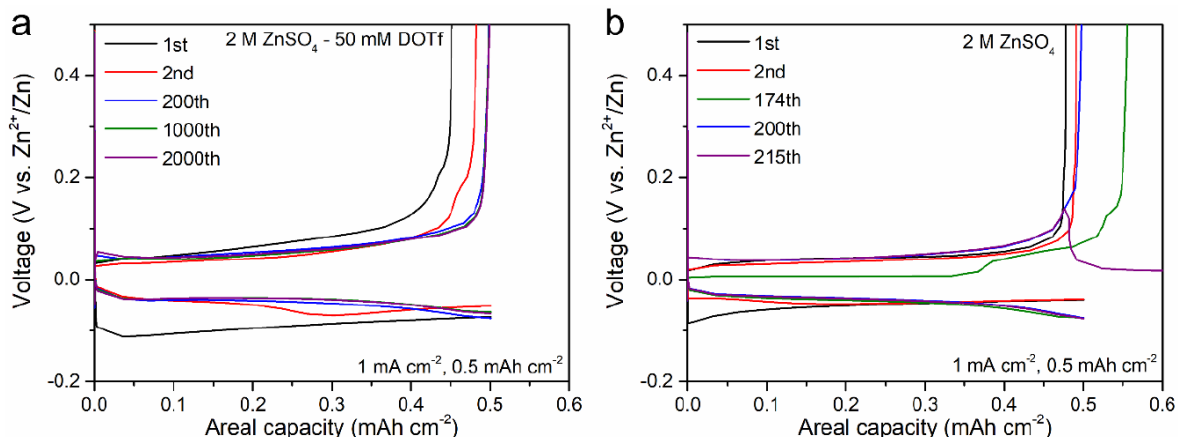 a
2 M ZnSO₄ - 50 mM DOTf
1st
2nd
200th
1000th
2000th
1 mA cm⁻², 0.5 mAh cm⁻²
Voltage (V vs. Zn²⁺/Zn)
0.4
0.2
0.0
-0.2
0.0 0.1 0.2 0.3 0.4 0.5 0.6
Areal capacity (mAh cm⁻²)
b
2 M ZnSO₄
1st
2nd
174th
200th
215th
1 mA cm⁻², 0.5 mAh cm⁻²
Voltage (V vs. Zn²⁺/Zn)
0.4
0.2
0.0
-0.2
0.0 0.1 0.2 0.3 0.4 0.5 0.6
Areal capacity (mAh cm⁻²)